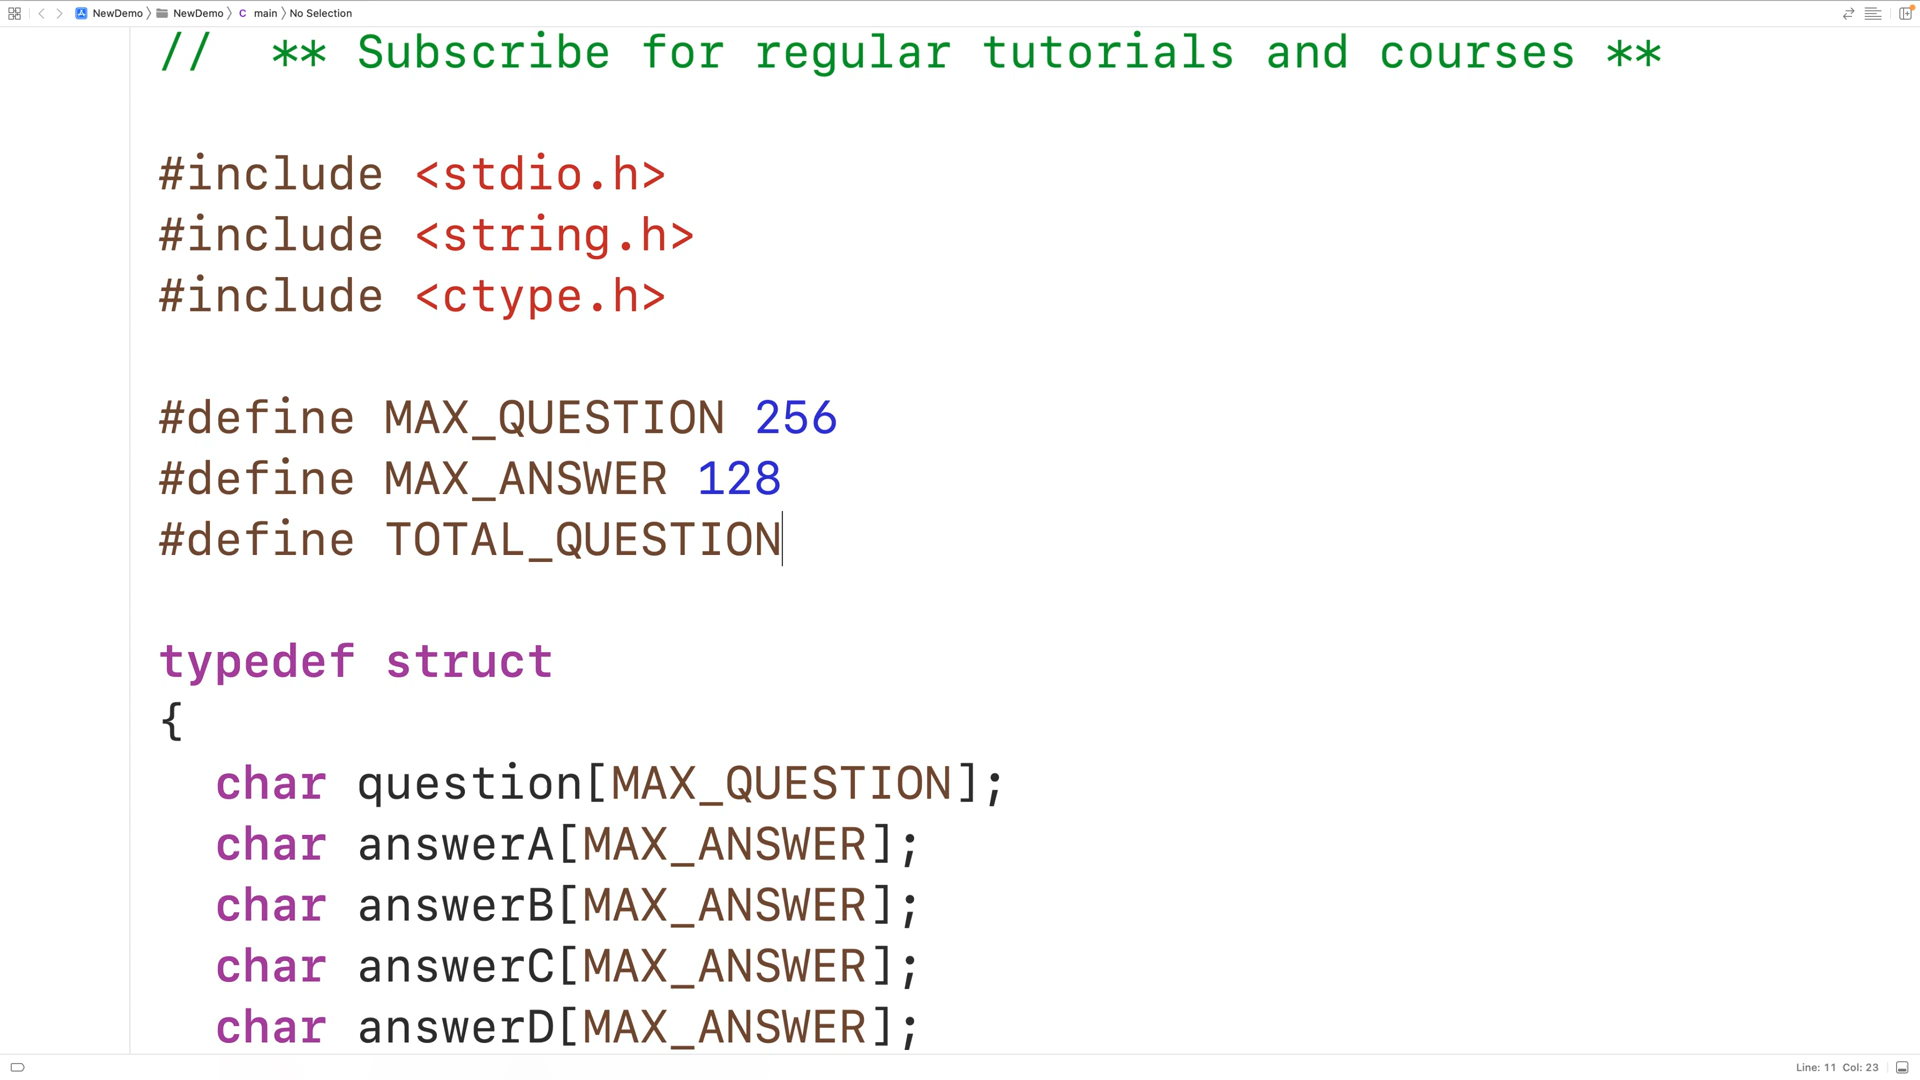 NewDemo NewDemo C main No Selection
// ** Subscribe for regular tutorials and courses **
#include <stdio.h>
#include <string.h>
#include <ctype.h>
#define MAX_QUESTION 256
#define MAX_ANSWER 128
#define TOTAL_QUESTION
typedef struct
{
char question[MAX_QUESTION];
char answerA[MAX_ANSWER];
char answerB[MAX_ANSWER];
char answerC[MAX_ANSWER];
char answerD[MAX_ANSWER];
Line: 11 Col: 23